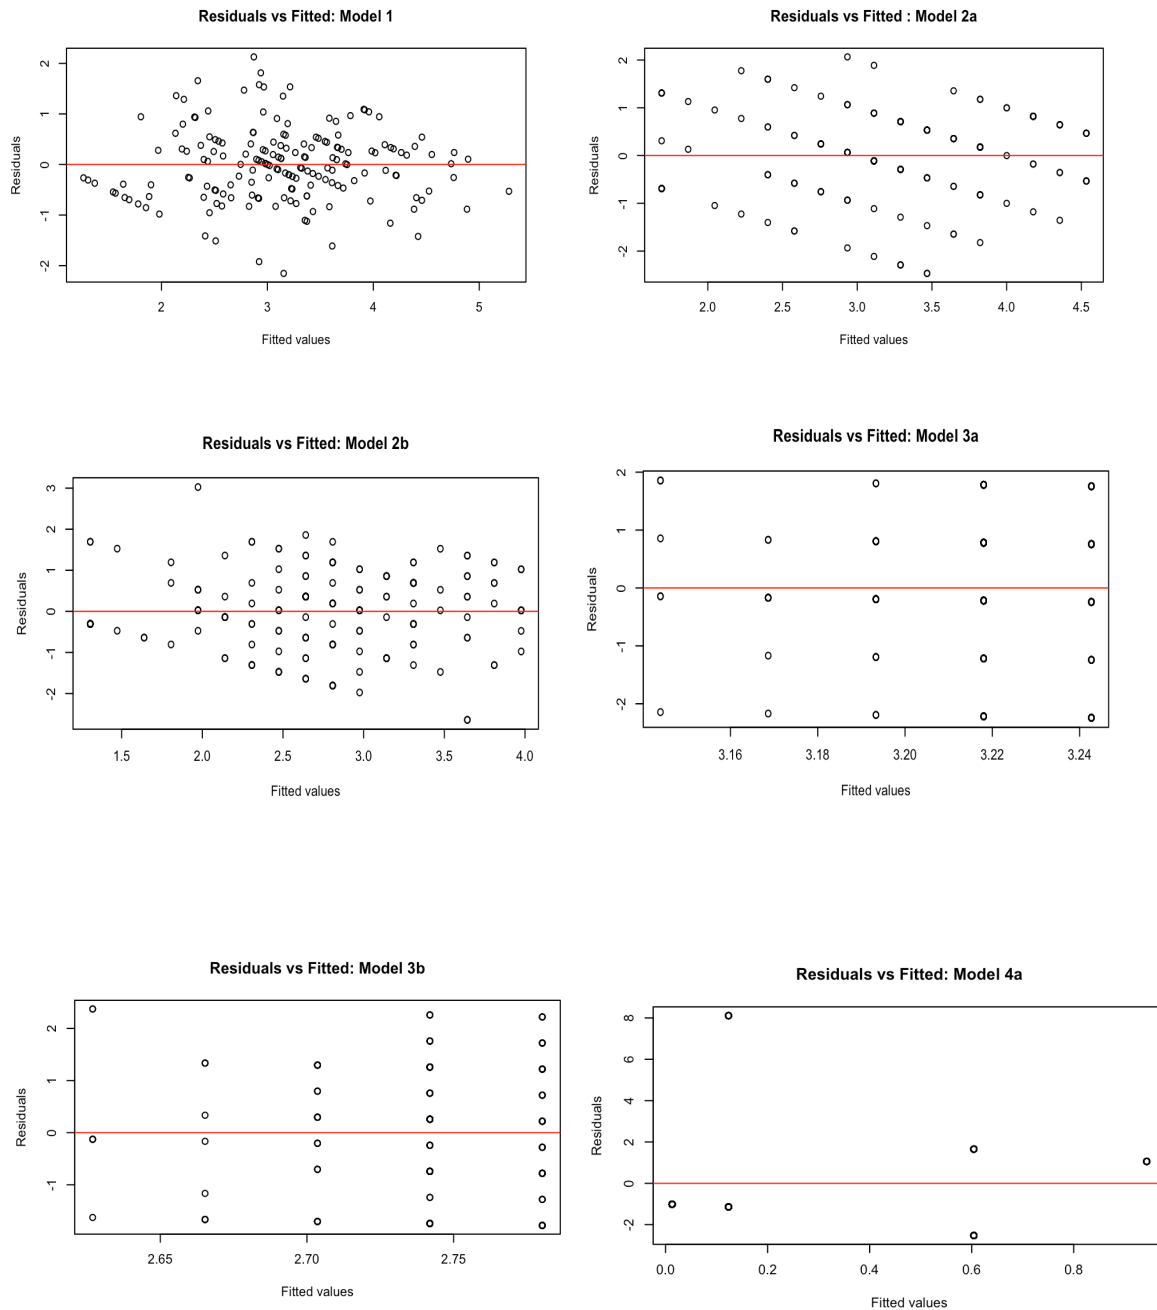 Residuals vs Fitted: Model 1
2
1
0
-1
-2
Residuals
2 3 4 5
Fitted values
Residuals vs Fitted : Model 2a
2
1
0
-1
-2
Residuals
2.0 2.5 3.0 3.5 4.0 4.5
Fitted values
Residuals vs Fitted: Model 2b
3
2
1
0
-1
-2
Residuals
1.5 2.0 2.5 3.0 3.5 4.0
Fitted values
Residuals vs Fitted: Model 3a
2
1
0
-1
-2
Residuals
3.16 3.18 3.20 3.22 3.24
Fitted values
Residuals vs Fitted: Model 3b
2
1
0
-1
Residuals
2.65 2.70 2.75
Fitted values
Residuals vs Fitted: Model 4a
8
6
4
2
0
-2
Residuals
0.0 0.2 0.4 0.6 0.8
Fitted values